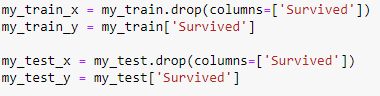 my_train_x = my_train.drop(columns=['Survived'])
my_train_y = my_train['Survived']
my_test_x = my_test.drop(columns=['Survived'])
my_test_y = my_test['Survived']